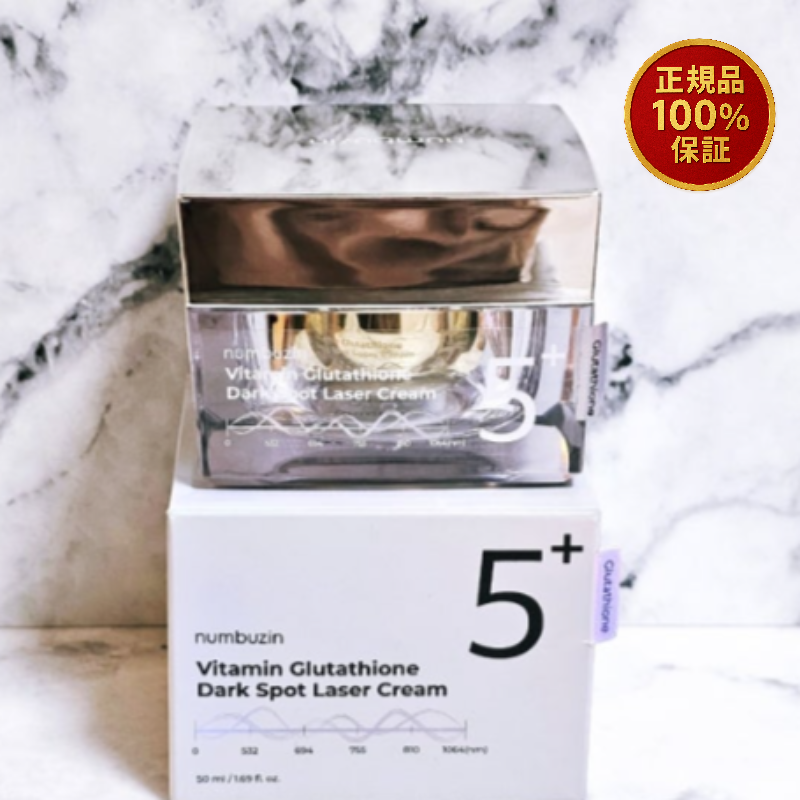 正規品
100%
保証
numbuzin
Vitamin Glutathione
Dark Spot Laser Cream
5+
Glutathione
5+
Glutathione
numbuzin
Vitamin Glutathione
Dark Spot Laser Cream
0 532 694 755 810 1064(nm)
50 ml / 1.69 fl. oz.